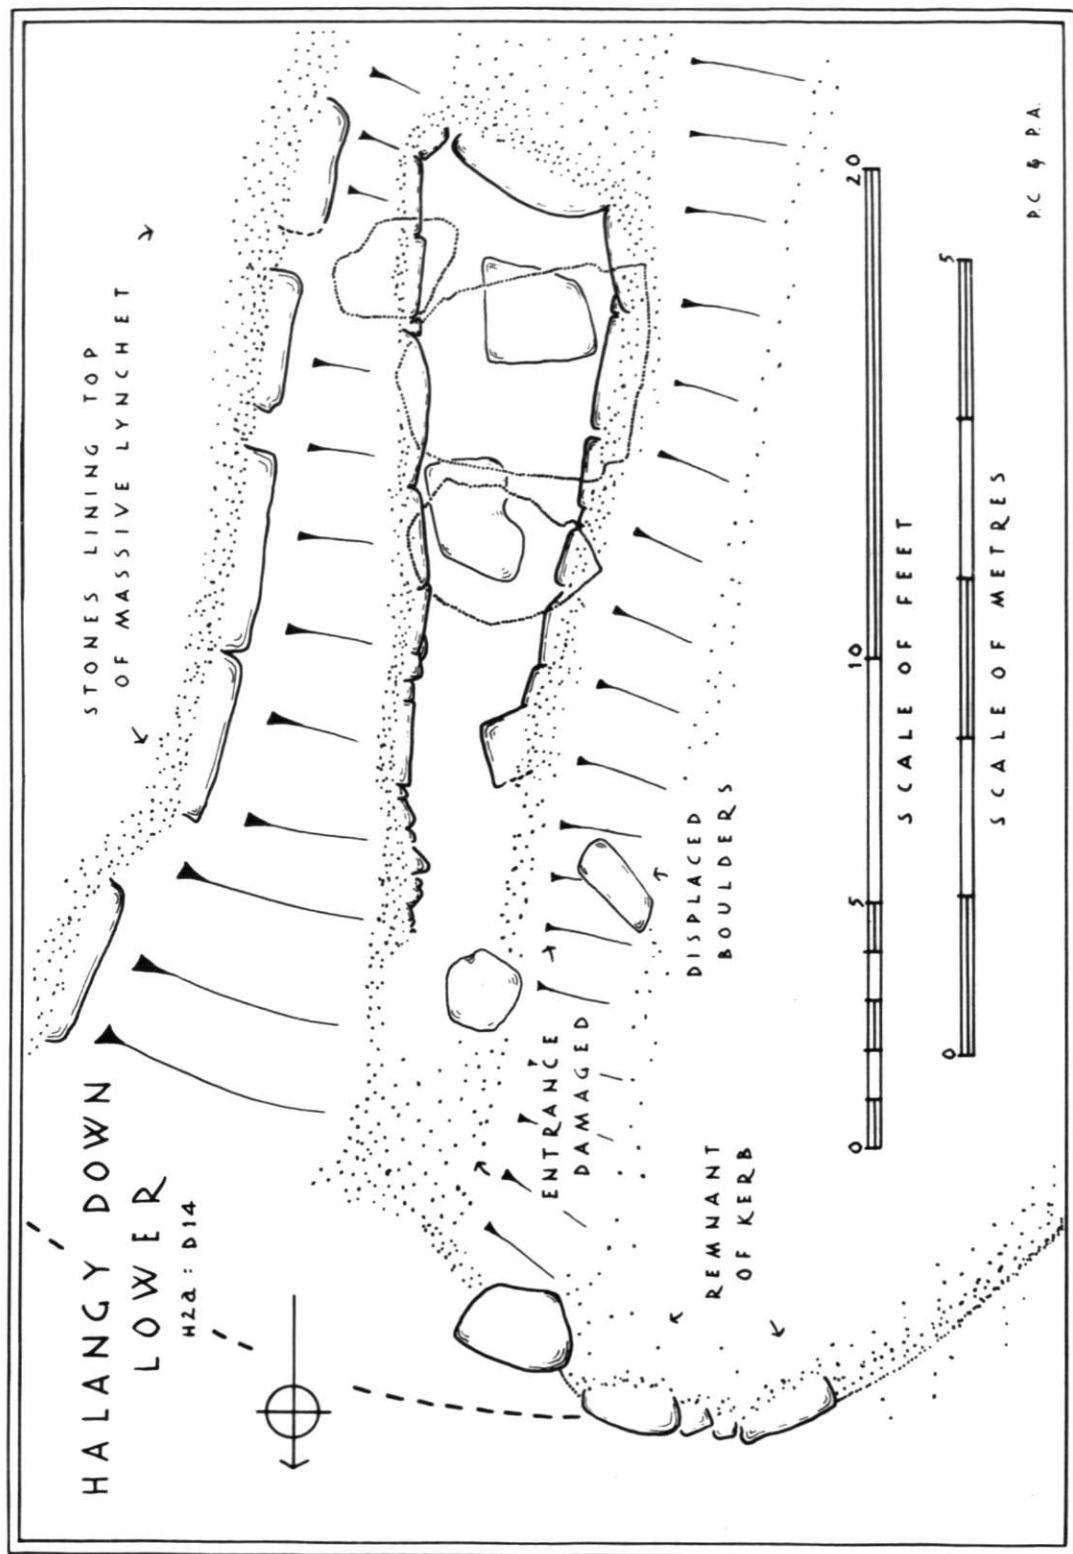 HALANGY DOWN
LOWER
H2a : D14
STONES LINING TOP
OF MASSIVE LYNCHET
ENTRANCE
DAMAGED
DISPLACED
BOULDERS
REMNANT
OF KERB
0 5 10 20
SCALE OF FEET
0 5
SCALE OF METRES
P.C & P.A.